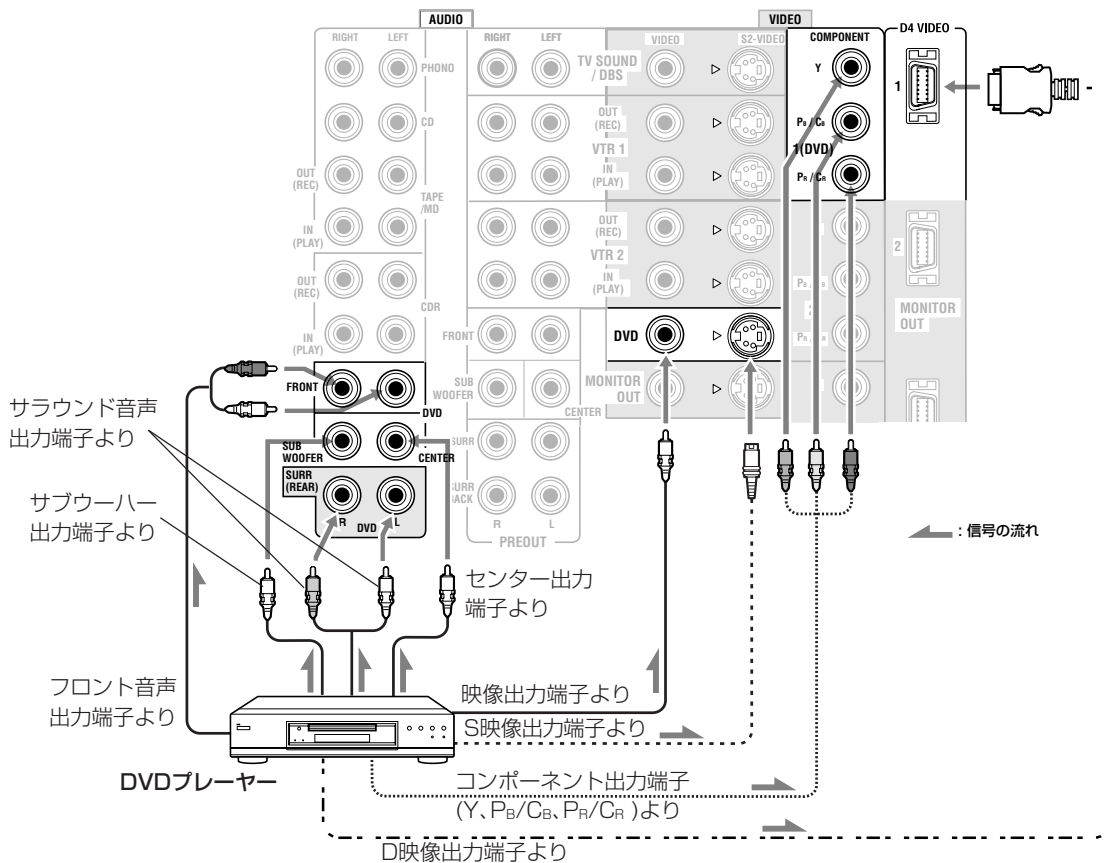 AUDIO
VIDEO
RIGHT LEFT
RIGHT LEFT
VIDEO
S2-VIDEO
COMPONENT
D4 VIDEO
PHONO
TV SOUND
/ DBS
Y
1
CD
OUT
(REC)
VTR 1
IN
(PLAY)
PB / CB
1(DVD)
PR / CR
OUT
(REC)
TAPE
/MD
IN
(PLAY)
OUT
(REC)
VTR 2
IN
(PLAY)
2
OUT
(REC)
CDR
IN
(PLAY)
MONITOR
OUT
FRONT
DVD
SUB
WOOFER
CENTER
MONITOR
OUT
FRONT
DVD
SUB
WOOFER
CENTER
SURR
(REAR)
R
L
DVD
SURR
SURR
BACK
R
L
PREOUT
サラウンド音声
出力端子より
サブウーハー
出力端子より
センター出力
端子より
: 信号の流れ
フロント音声
出力端子より
映像出力端子より
S映像出力端子より
DVDプレーヤー
コンポーネント出力端子
(Y、PB/CB、PR/CR )より
D映像出力端子より